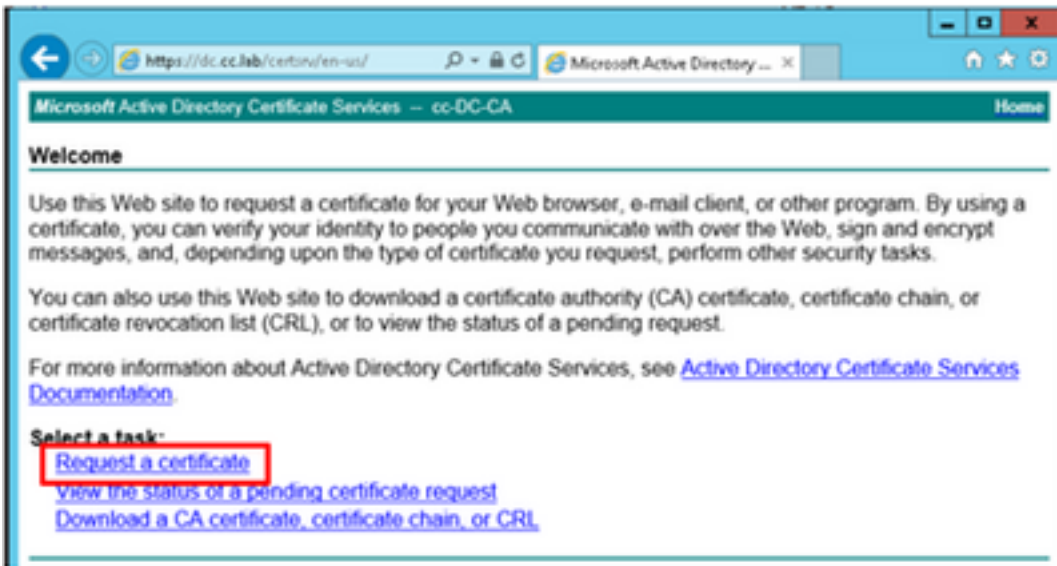 https://dc.cc.lab/certsrv/en-us/
Microsoft Active Directory ...
Microsoft Active Directory Certificate Services -- cc-DC-CA
Home
Welcome
Use this Web site to request a certificate for your Web browser, e-mail client, or other program. By using a
certificate, you can verify your identity to people you communicate with over the Web, sign and encrypt
messages, and, depending upon the type of certificate you request, perform other security tasks.
You can also use this Web site to download a certificate authority (CA) certificate, certificate chain, or
certificate revocation list (CRL), or to view the status of a pending request.
For more information about Active Directory Certificate Services, see Active Directory Certificate Services
Documentation.
Select a task:
Request a certificate
View the status of a pending certificate request
Download a CA certificate, certificate chain, or CRL